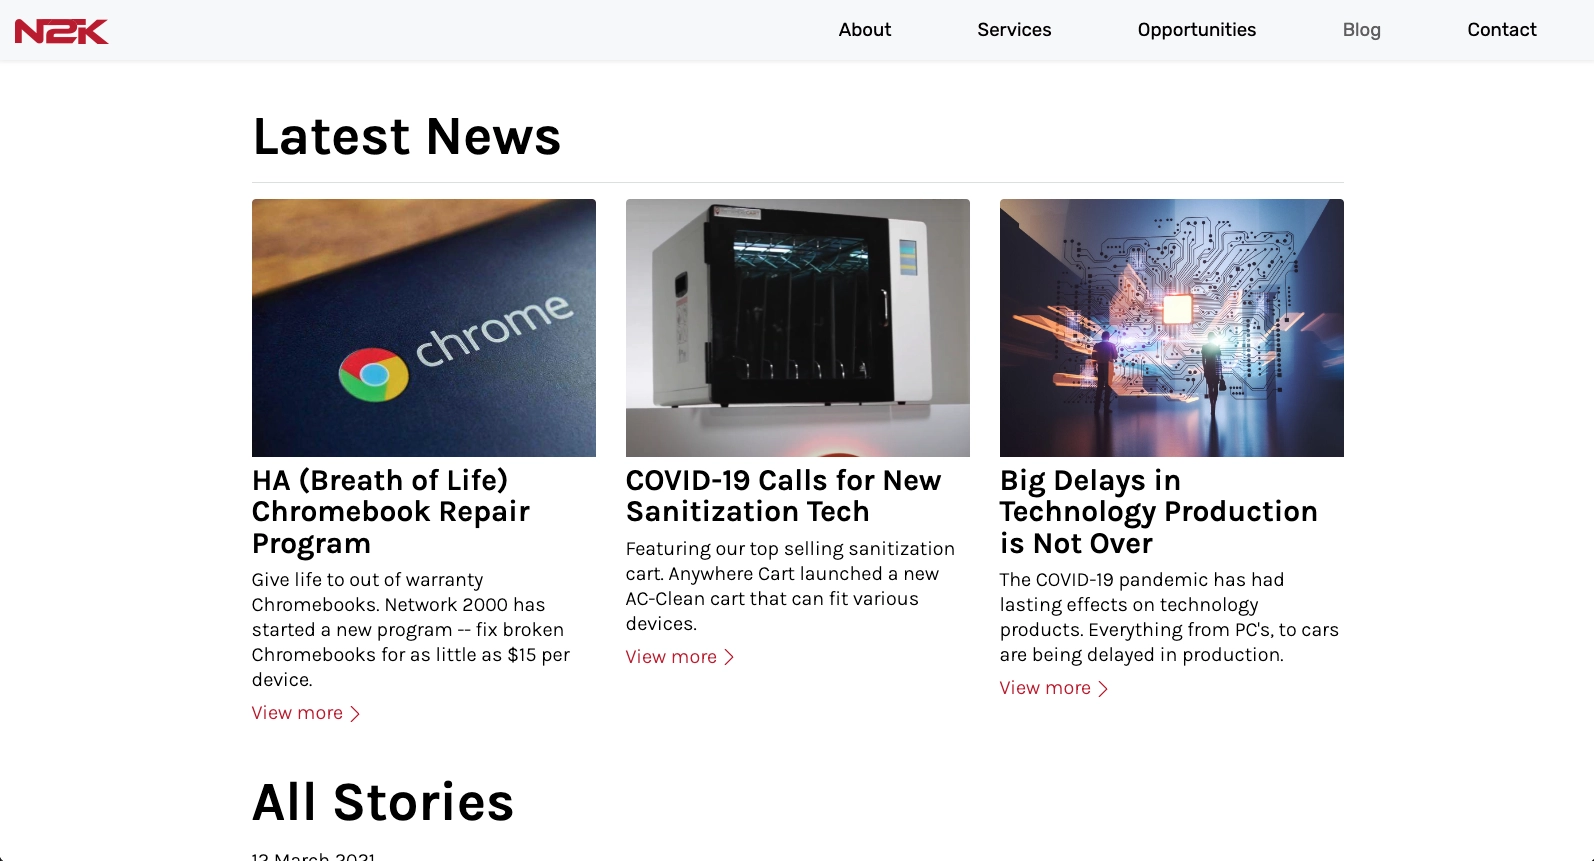 N2K
About Services Opportunities Blog Contact
Latest News
chrome
HA (Breath of Life)
Chromebook Repair
Program
Give life to out of warranty
Chromebooks. Network 2000 has
started a new program -- fix broken
Chromebooks for as little as $15 per
device.
View more
COVID-19 Calls for New
Sanitization Tech
Featuring our top selling sanitization
cart. Anywhere Cart launched a new
AC-Clean cart that can fit various
devices.
View more
Big Delays in
Technology Production
is Not Over
The COVID-19 pandemic has had
lasting effects on technology
products. Everything from PC's, to cars
are being delayed in production.
View more
All Stories
12 March 2021